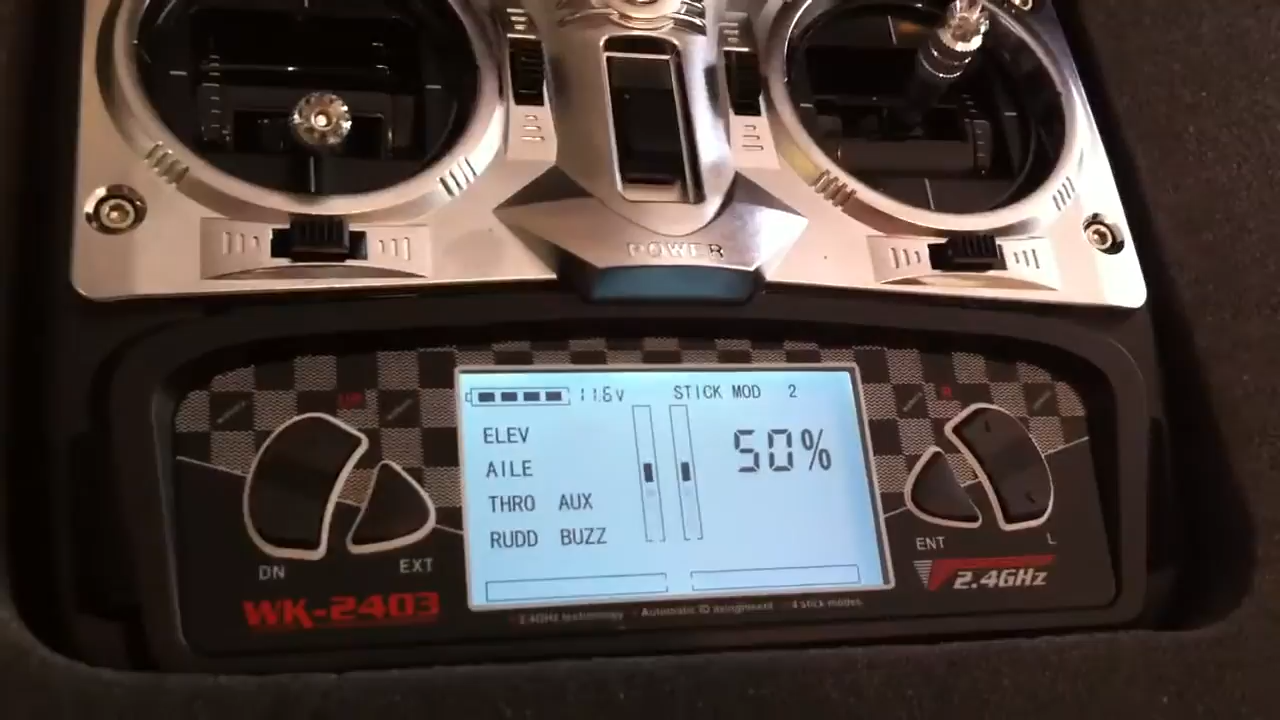 POWER
11.6v STICK MOD 2
50%
ELEV
AILE
THRO AUX
RUDD BUZZ
UP
R
DN
EXT
ENT
L
WK-2403
2.4GHz
2.4GHz technology Automatic ID assignment 4 stick modes